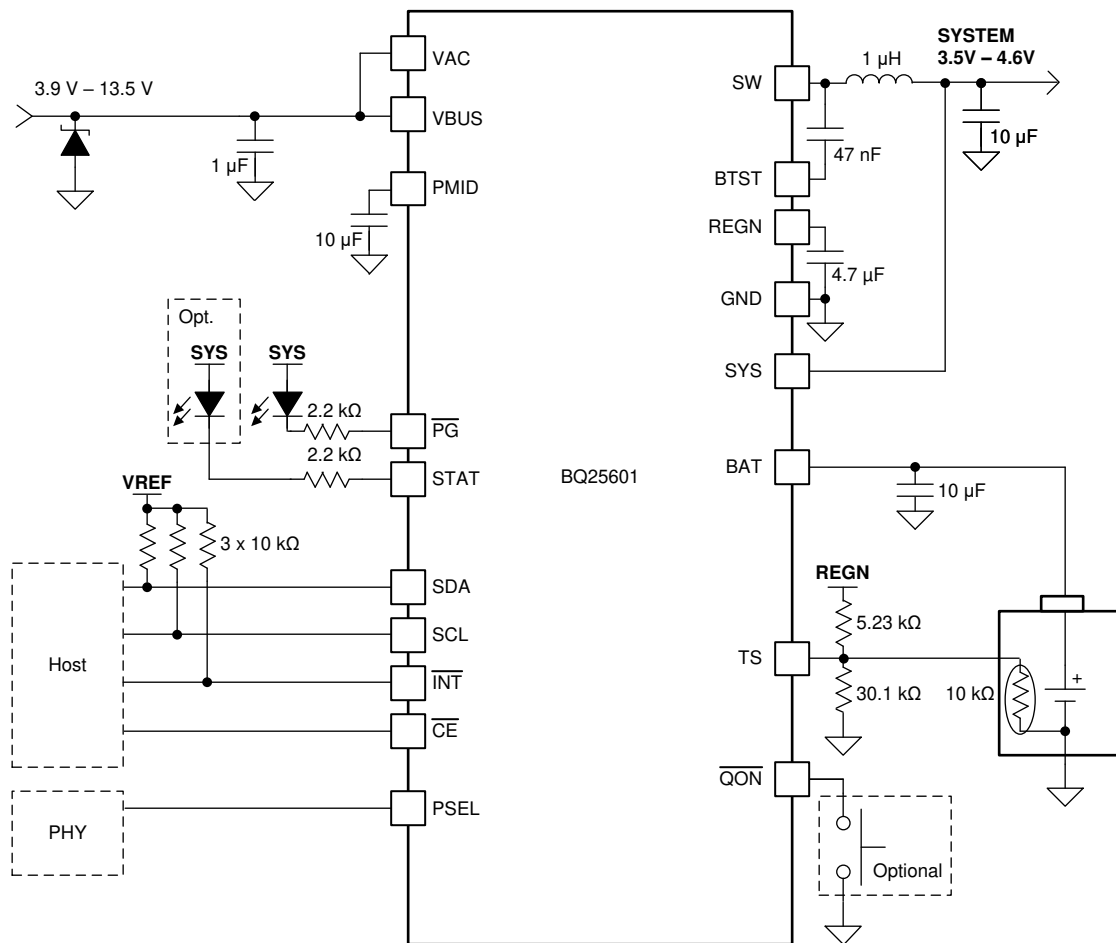 VAC
SYSTEM
3.5V – 4.6V
1 µH
SW
3.9 V – 13.5 V
VBUS
10 µF
1 µF
47 nF
BTST
PMID
REGN
10 µF
4.7 µF
GND
Opt.
SYS
SYS
SYS
2.2 kΩ
PG
2.2 kΩ
STAT
BQ25601
BAT
10 µF
VREF
3 x 10 kΩ
REGN
SDA
5.23 kΩ
SCL
TS
Host
INT
30.1 kΩ
10 kΩ
+
CE
QON
PSEL
PHY
Optional